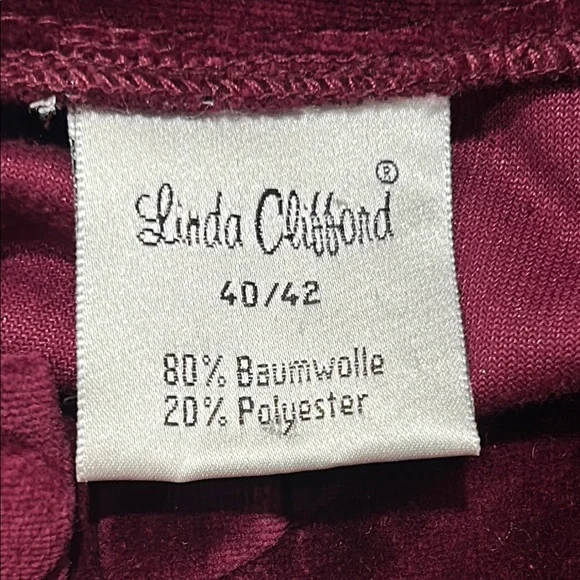 Linda Clifford®
40/42
80% Baumwolle
20% Polyester